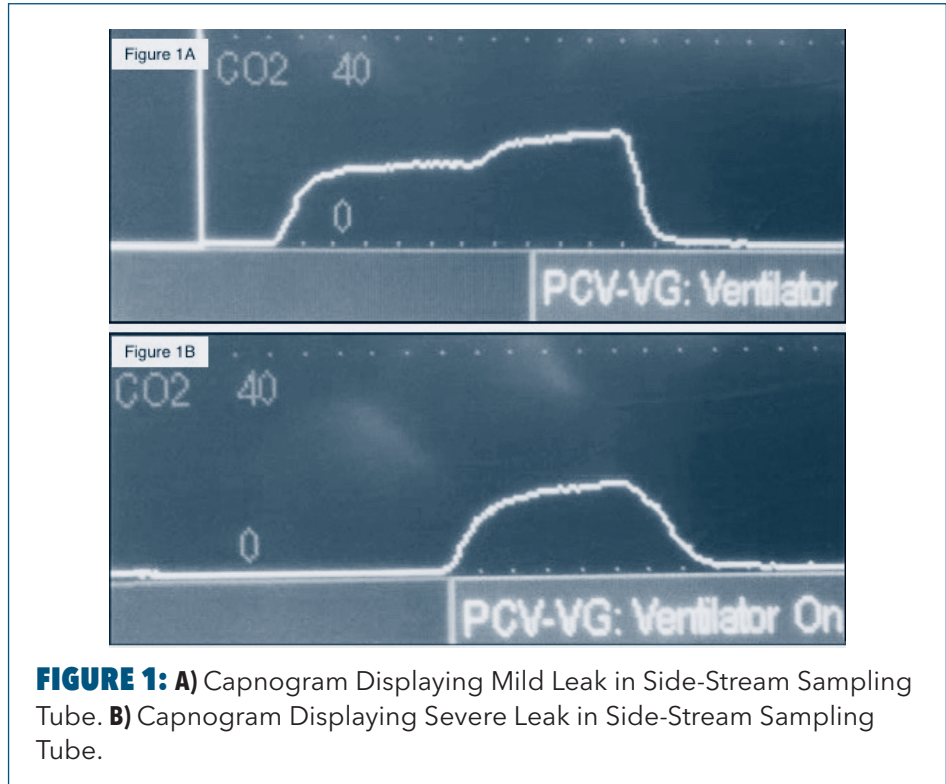 Figure 1A
CO2 40
0
PCV-VG: Ventilator
Figure 1B
CO2 40
0
PCV-VG: Ventilator On
FIGURE 1: A) Capnogram Displaying Mild Leak in Side-Stream Sampling
Tube. B) Capnogram Displaying Severe Leak in Side-Stream Sampling
Tube.